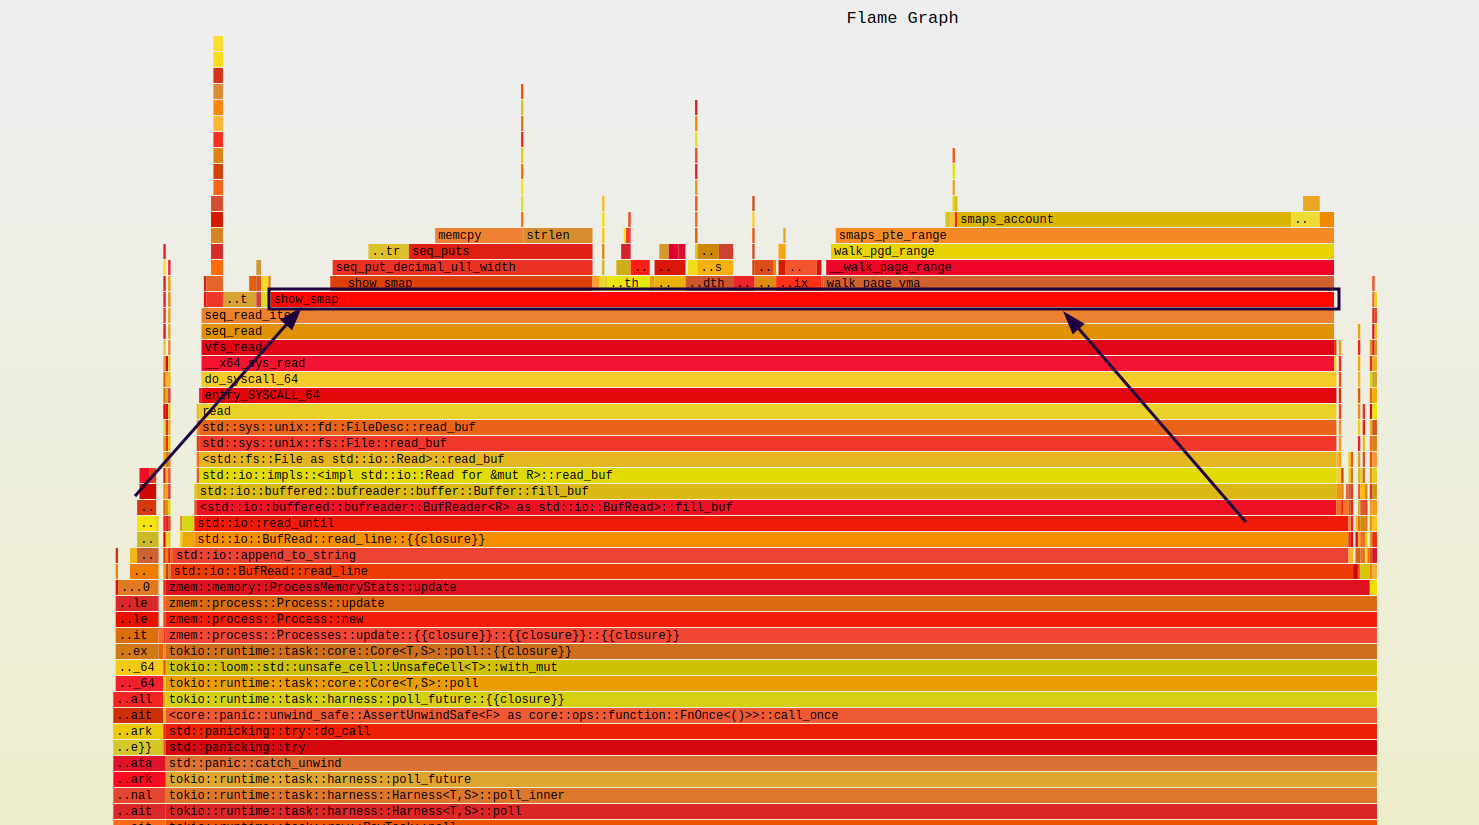 Flame Graph
smaps_account
..
memcpy
strlen
smaps_pte_range
..tr
seq_puts
..
walk_pgd_range
seq_put_decimal_ull_width
..
..
..s
..
..
__walk_page_range
show_smap
..th
..
..dth
..
..
..ix
walk_page_vma
..t
show_smap
seq_read_iter
seq_read
vfs_read
__x64_sys_read
do_syscall_64
entry_SYSCALL_64
read
std::sys::unix::fd::FileDesc::read_buf
std::sys::unix::fs::File::read_buf
<std::fs::File as std::io::Read>::read_buf
std::io::impls::<impl std::io::Read for &mut R>::read_buf
std::io::buffered::bufreader::buffer::Buffer::fill_buf
..
<std::io::buffered::bufreader::BufReader<R> as std::io::BufRead>::fill_buf
..
std::io::read_until
..
std::io::BufRead::read_line::{{closure}}
..
std::io::append_to_string
..
std::io::BufRead::read_line
...0
zmem::memory::ProcessMemoryStats::update
..le
zmem::process::Process::update
..le
zmem::process::Process::new
..it
zmem::process::Processes::update::{{closure}}::{{closure}}::{{closure}}
..ex
tokio::runtime::task::core::Core<T,S>::poll::{{closure}}
.._64
tokio::loom::std::unsafe_cell::UnsafeCell<T>::with_mut
.._64
tokio::runtime::task::core::Core<T,S>::poll
..all
tokio::runtime::task::harness::poll_future::{{closure}}
..ait
<core::panic::unwind_safe::AssertUnwindSafe<F> as core::ops::function::FnOnce<()>>::call_once
..ark
std::panicking::try::do_call
..e}}
std::panicking::try
..ata
std::panic::catch_unwind
..ark
tokio::runtime::task::harness::poll_future
..nal
tokio::runtime::task::harness::Harness<T,S>::poll_inner
..ait
tokio::runtime::task::harness::Harness<T,S>::poll
..ait
tokio::runtime::task::raw::RawTask::poll